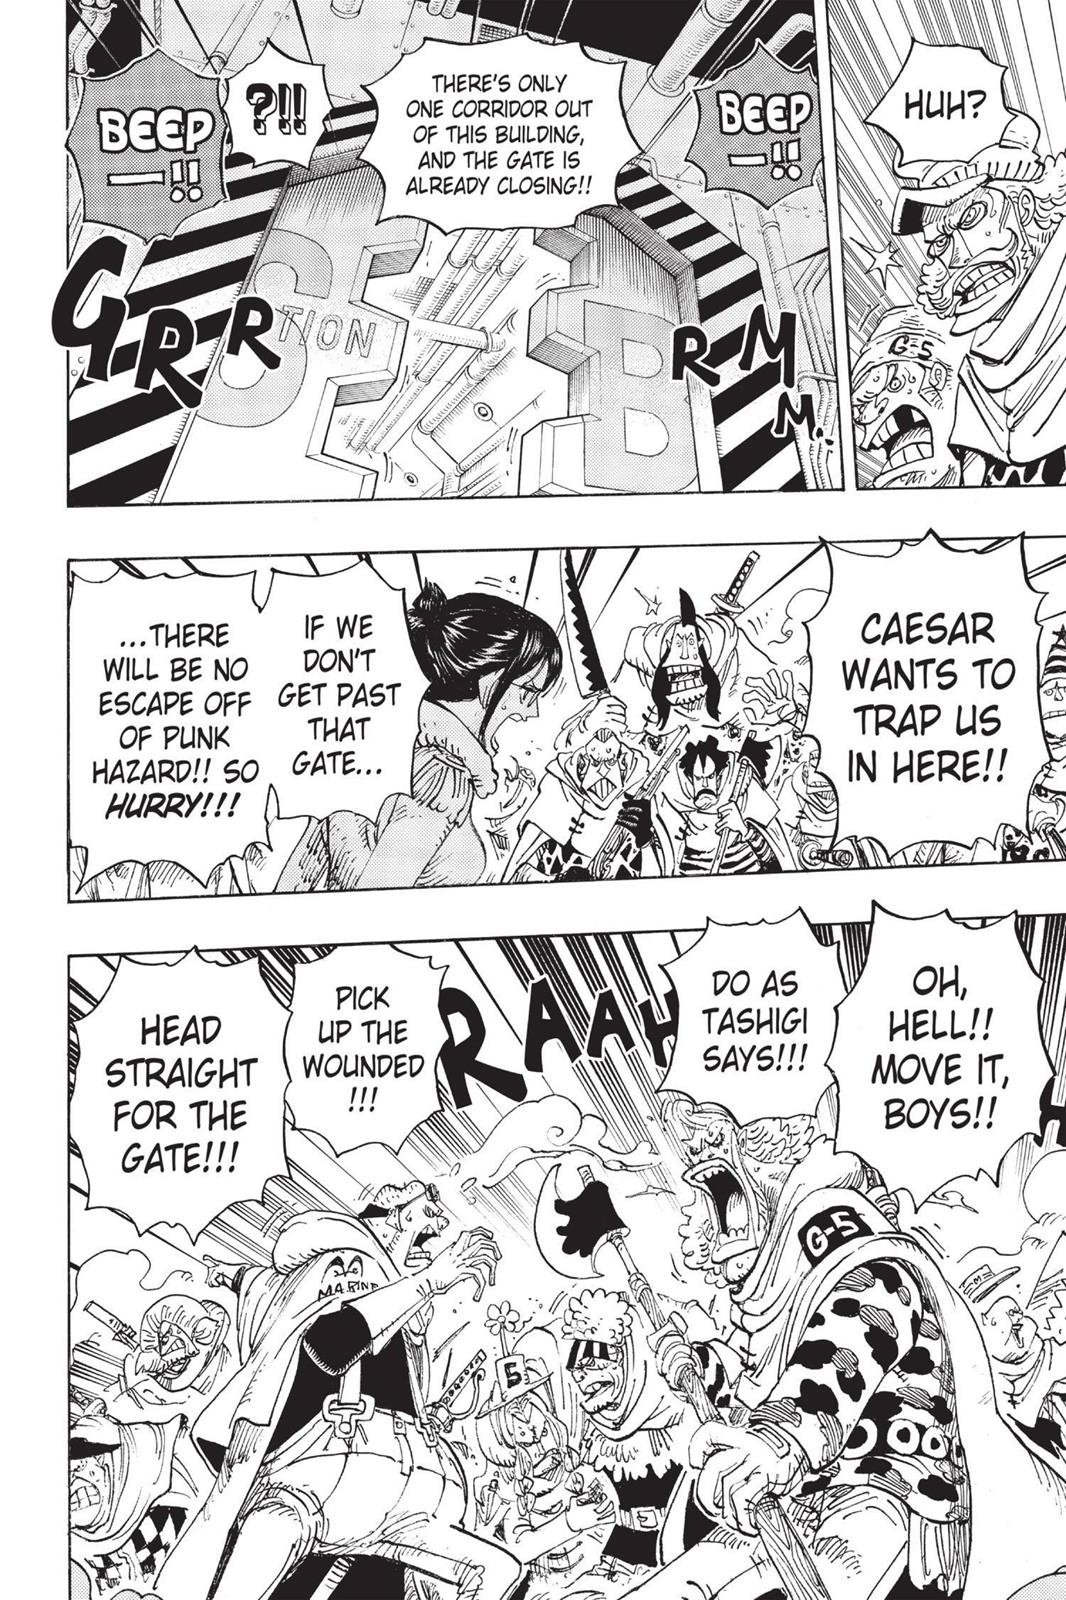 HUH?
BEEP
—!!
THERE'S ONLY
ONE CORRIDOR OUT
OF THIS BUILDING,
AND THE GATE IS
ALREADY CLOSING!!
?!!
BEEP
—!!
G-5
GRRR
RMMM..
TION
B
CAESAR
WANTS TO
TRAP US
IN HERE!!
IF WE
DON'T
GET PAST
THAT
GATE...
...THERE
WILL BE NO
ESCAPE OFF
OF PUNK
HAZARD!! SO
HURRY!!!
OH,
HELL!!
MOVE IT,
BOYS!!
DO AS
TASHIGI
SAYS!!!
RAAH
PICK
UP THE
WOUNDED
!!!
HEAD
STRAIGHT
FOR THE
GATE!!!
G-5
MARINE
5
M